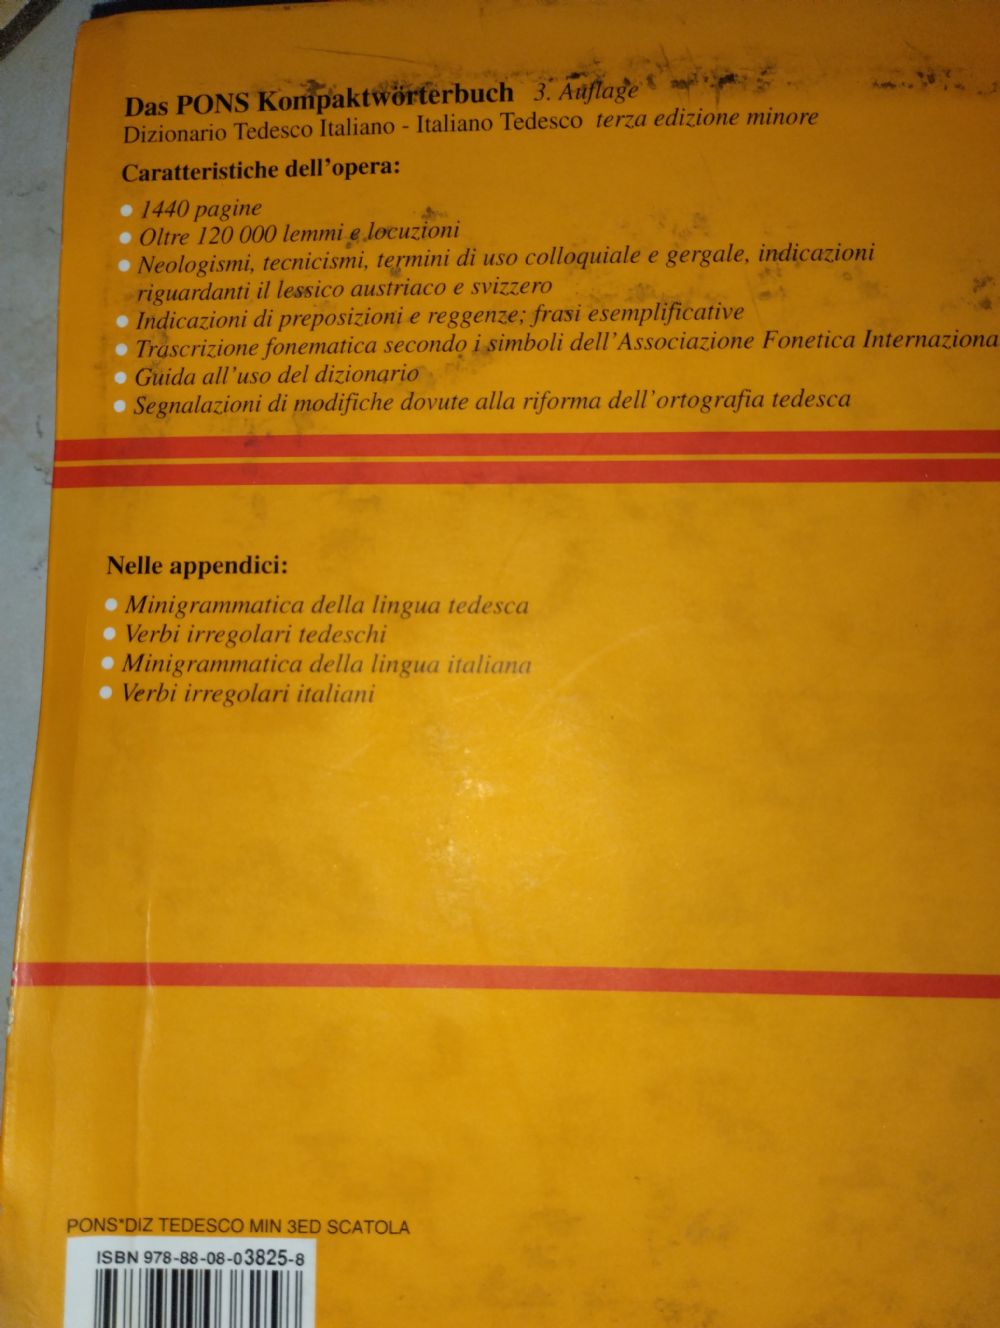 Das PONS Kompaktwörterbuch 3. Auflage
Dizionario Tedesco Italiano - Italiano Tedesco terza edizione minore
Caratteristiche dell'opera:
● 1440 pagine
● Oltre 120 000 lemmi e locuzioni
● Neologismi, tecnicismi, termini di uso colloquiale e gergale, indicazioni
riguardanti il lessico austriaco e svizzero
● Indicazioni di preposizioni e reggenze; frasi esemplificative
● Trascrizione fonematica secondo i simboli dell'Associazione Fonetica Internaziona
● Guida all'uso del dizionario
● Segnalazioni di modifiche dovute alla riforma dell'ortografia tedesca
Nelle appendici:
● Minigrammatica della lingua tedesca
● Verbi irregolari tedeschi
● Minigrammatica della lingua italiana
● Verbi irregolari italiani
PONS*DIZ TEDESCO MIN 3ED SCATOLA
ISBN 978-88-08-03825-8